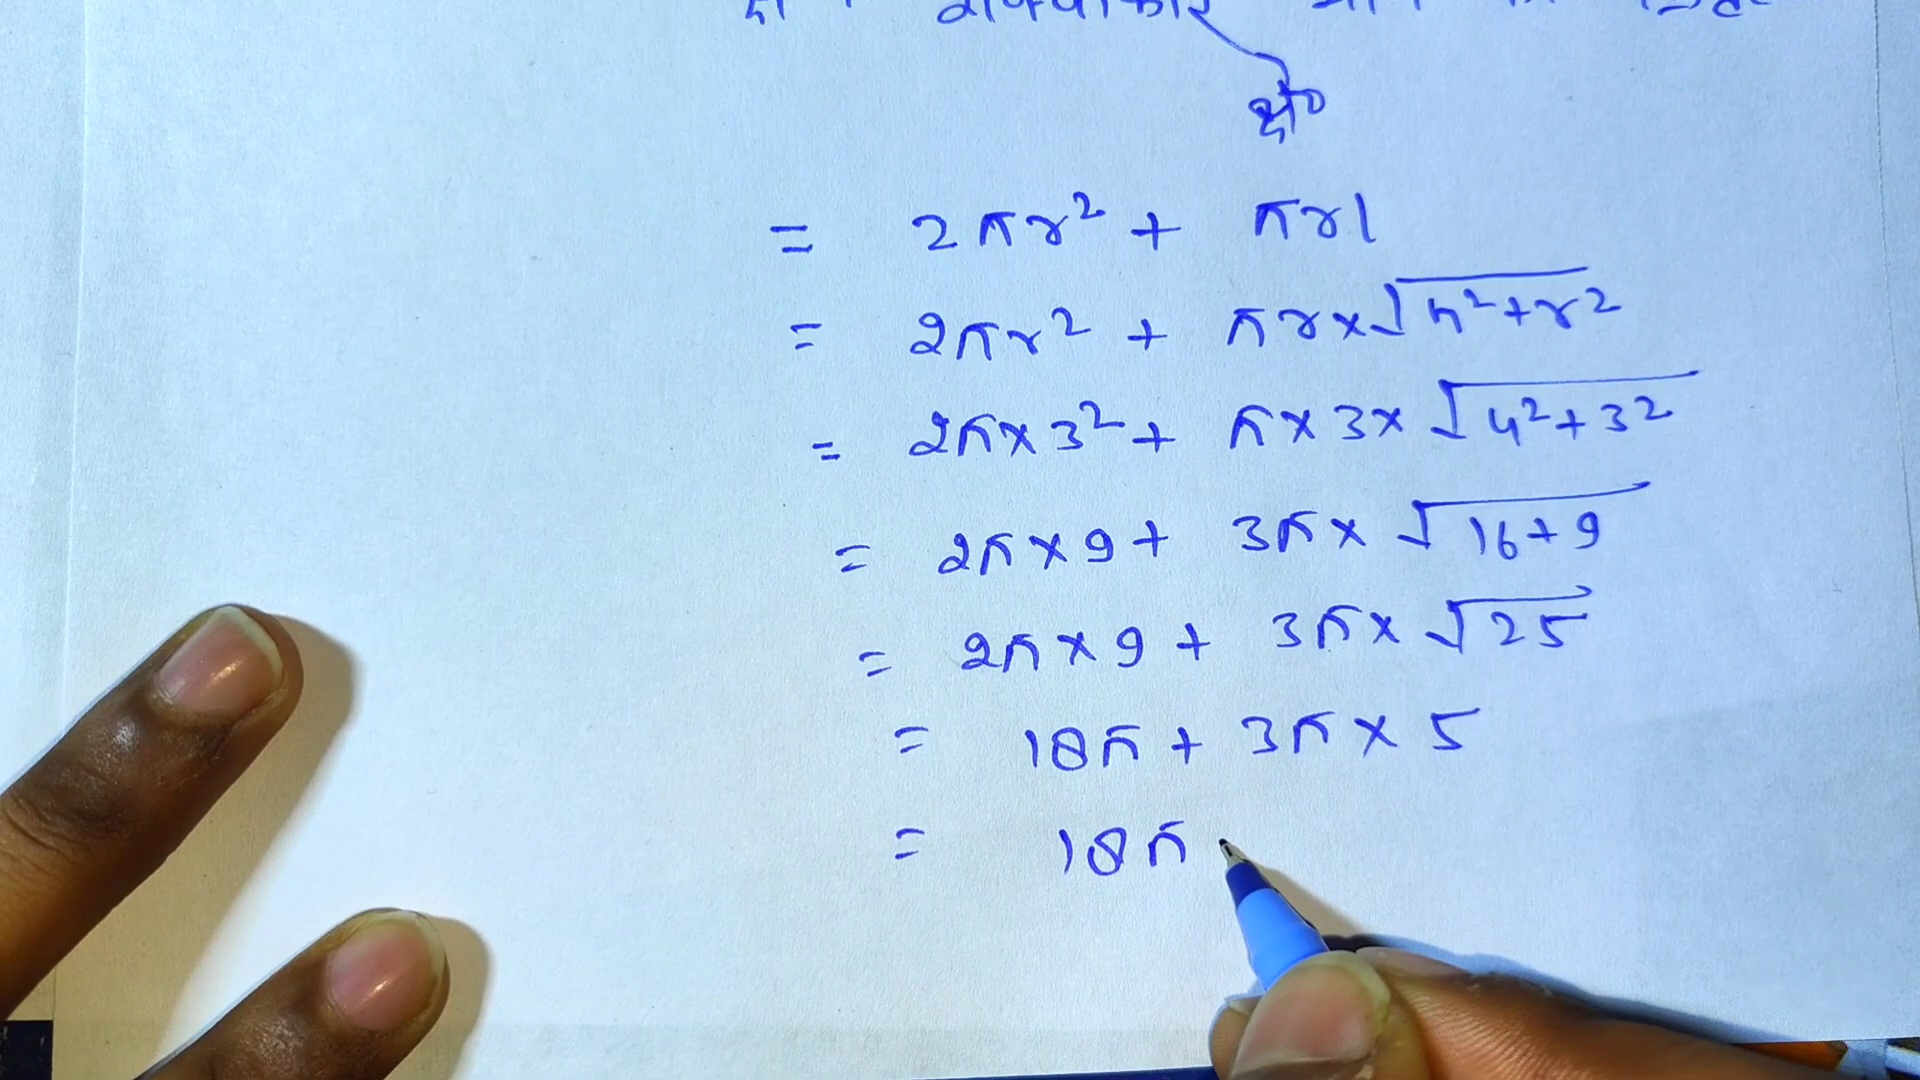 क्षे०
= 2πr² + πrl
= 2πr² + πr×√h²+r²
= 2π×3² + π×3×√4²+3²
= 2π×9 + 3π×√16+9
= 2π×9 + 3π×√25
= 18π + 3π×5
= 18π